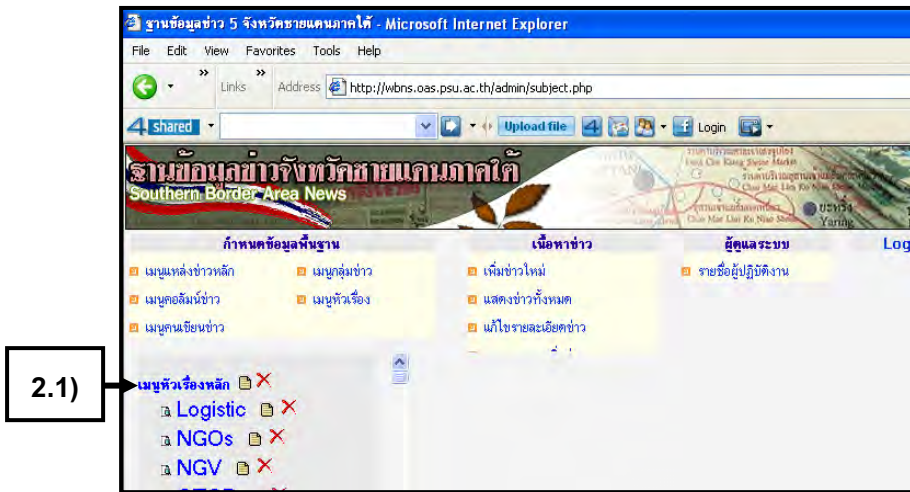 ฐานข้อมูลข่าว 5 จังหวัดชายแดนภาคใต้ - Microsoft Internet Explorer
File Edit View Favorites Tools Help
» Links » Address http://wbns.oas.psu.ac.th/admin/subject.php
4 shared Upload file 4 Login
ฐานข้อมูลข่าวจังหวัดชายแดนภาคใต้
Southern Border Area News
Yaring
กำหนดข้อมูลพื้นฐาน เนื้อหาข่าว ผู้ดูแลระบบ Log
เมนูแหล่งข่าวหลัก เมนูกลุ่มข่าว เพิ่มข่าวใหม่ รายชื่อผู้ปฏิบัติงาน
เมนูคอลัมน์ข่าว เมนูหัวเรื่อง แสดงข่าวทั้งหมด
เมนูคนเขียนข่าว แก้ไขรายละเอียดข่าว
2.1) เมนูหัวเรื่องหลัก
Logistic
NGOs
NGV